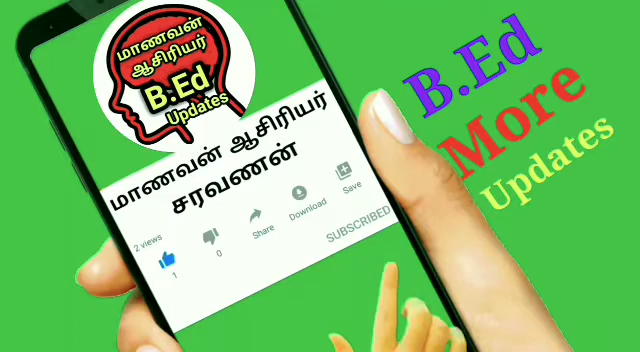 மாணவன்
ஆசிரியர்
B.Ed
Updates
மாணவன் ஆசிரியர்
சரவணன்
2 views
1
0
Share
Download
Save
SUBSCRIBED
B.Ed
More
Updates